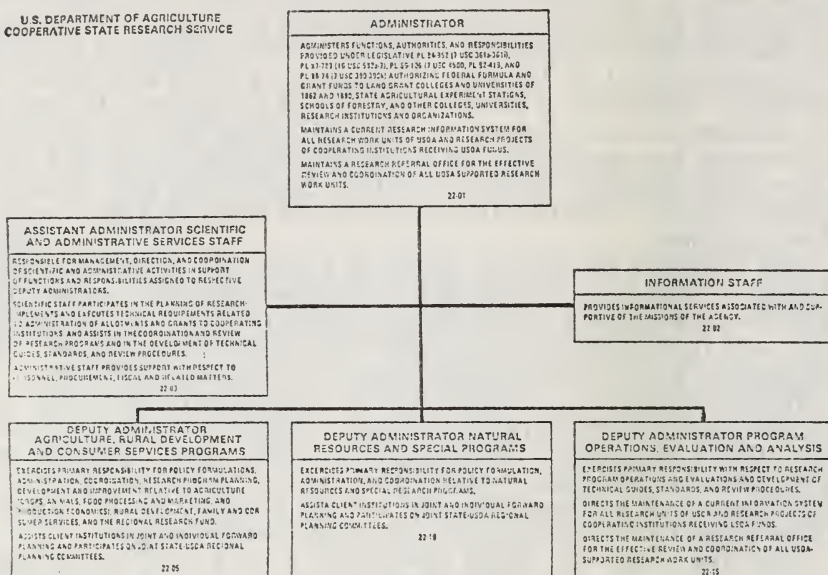 U.S. DEPARTMENT OF AGRICULTURE
COOPERATIVE STATE RESEARCH SERVICE
ADMINISTRATOR
ADMINISTERS FUNCTIONS, AUTHORITIES, AND RESPONSIBILITIES
PROVIDED UNDER LEGISLATIVE
AUTHORIZING FEDERAL FORMULA AND
GRANT FUNDS TO LAND GRANT COLLEGES AND UNIVERSITIES OF
1862 AND 1890, STATE AGRICULTURAL EXPERIMENT STATIONS,
SCHOOLS OF FORESTRY, AND OTHER COLLEGES, UNIVERSITIES,
RESEARCH INSTITUTIONS AND ORGANIZATIONS.
MAINTAINS A CURRENT RESEARCH INFORMATION SYSTEM FOR
ALL RESEARCH WORK UNITS OF USDA AND RESEARCH PROJECTS
OF COOPERATING INSTITUTIONS RECEIVING USDA FUNDS.
MAINTAINS A RESEARCH REFERRAL OFFICE FOR THE EFFECTIVE
REVIEW AND COORDINATION OF ALL UDSA SUPPORTED RESEARCH
WORK UNITS.
22-01
ASSISTANT ADMINISTRATOR SCIENTIFIC
AND ADMINISTRATIVE SERVICES STAFF
RESPONSIBLE FOR MANAGEMENT, DIRECTION, AND COORDINATION
OF SCIENTIFIC AND ADMINISTRATIVE ACTIVITIES IN SUPPORT
OF FUNCTIONS AND RESPONSIBILITIES ASSIGNED TO RESPECTIVE
DEPUTY ADMINISTRATORS.
SCIENTIFIC STAFF PARTICIPATES IN THE PLANNING OF RESEARCH
IMPLEMENTS AND EXECUTES TECHNICAL REQUIREMENTS RELATED
TO ADMINISTRATION OF ALLOTMENTS AND GRANTS TO COOPERATING
INSTITUTIONS, AND ASSISTS IN THE COORDINATION AND REVIEW
OF RESEARCH PROGRAMS AND IN THE DEVELOPMENT OF TECHNICAL
GUIDES, STANDARDS, AND REVIEW PROCEDURES.
ADMINISTRATIVE STAFF PROVIDES SUPPORT WITH RESPECT TO
PERSONNEL, PROCUREMENT, FISCAL AND RELATED MATTERS.
22-03
INFORMATION STAFF
PROVIDES INFORMATIONAL SERVICES ASSOCIATED WITH AND SUP-
PORTIVE OF THE MISSIONS OF THE AGENCY.
22-02
DEPUTY ADMINISTRATOR
AGRICULTURE, RURAL DEVELOPMENT
AND CONSUMER SERVICES PROGRAMS
EXERCISES PRIMARY RESPONSIBILITY FOR POLICY FORMULATIONS,
ADMINISTRATION, COORDINATION, RESEARCH PROGRAM PLANNING,
DEVELOPMENT AND IMPROVEMENT RELATIVE TO AGRICULTURE
(CROPS, ANIMALS, FOOD PROCESSING AND MARKETING, AND
PRODUCTION ECONOMICS), RURAL DEVELOPMENT, FAMILY AND CON
SUMER SERVICES, AND THE REGIONAL RESEARCH FUND.
ASSISTS CLIENT INSTITUTIONS IN JOINT AND INDIVIDUAL FORWARD
PLANNING AND PARTICIPATES ON JOINT STATE-USDA REGIONAL
PLANNING COMMITTEES.
22-05
DEPUTY ADMINISTRATOR NATURAL
RESOURCES AND SPECIAL PROGRAMS
EXCERCISES PRIMARY RESPONSIBILITY FOR POLICY FORMULATION,
ADMINISTRATION, AND COORDINATION RELATIVE TO NATURAL
RESOURCES AND SPECIAL RESEARCH PROGRAMS.
ASSISTS CLIENT INSTITUTIONS IN JOINT AND INDIVIDUAL FORWARD
PLANNING AND PARTICIPATES ON JOINT STATE-USDA REGIONAL
PLANNING COMMITTEES.
DEPUTY ADMINISTRATOR PROGRAM
OPERATIONS, EVALUATION AND ANALYSIS
EXERCISES PRIMARY RESPONSIBILITY WITH RESPECT TO RESEARCH
PROGRAM OPERATIONS AND EVALUATIONS AND DEVELOPMENT OF
TECHNICAL GUIDES, STANDARDS, AND REVIEW PROCEDURES.
DIRECTS THE MAINTENANCE OF A CURRENT INFORMATION SYSTEM
FOR ALL RESEARCH UNITS OF USDA AND RESEARCH PROJECTS OF
COOPERATING INSTITUTIONS RECEIVING USDA FUNDS.
DIRECTS THE MAINTENANCE OF A RESEARCH REFERRAL OFFICE
FOR THE EFFECTIVE REVIEW AND COORDINATION OF ALL USDA-
SUPPORTED RESEARCH WORK UNITS.
22-15